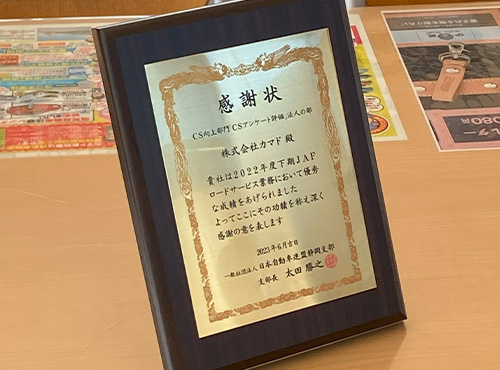 感謝状
CS向上部門「CSアンケート評価」法人の部
株式会社カマド 殿
貴社は2022年度下期JAF
ロードサービス業務において優秀
な成績をあげられました
よってここにその功績を称え深く
感謝の意を表します
2023年6月吉日
一般社団法人 日本自動車連盟静岡支部
支部長 太田 勝之